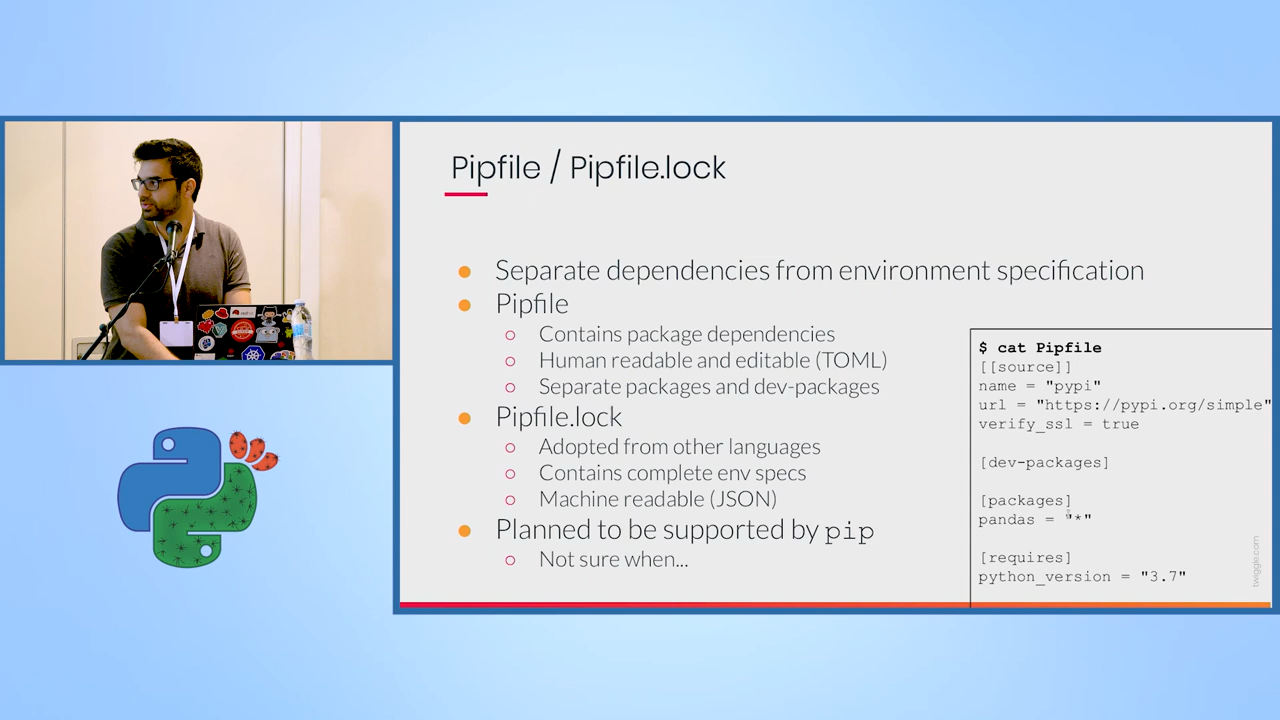 Pipfile / Pipfile.lock
Separate dependencies from environment specification
Pipfile
Contains package dependencies
Human readable and editable (TOML)
Separate packages and dev-packages
Pipfile.lock
Adopted from other languages
Contains complete env specs
Machine readable (JSON)
Planned to be supported by pip
Not sure when...
$ cat Pipfile
[[source]]
name = "pypi"
url = "https://pypi.org/simple"
verify_ssl = true
[dev-packages]
[packages]
pandas = "*"
[requires]
python_version = "3.7"
twiggle.com